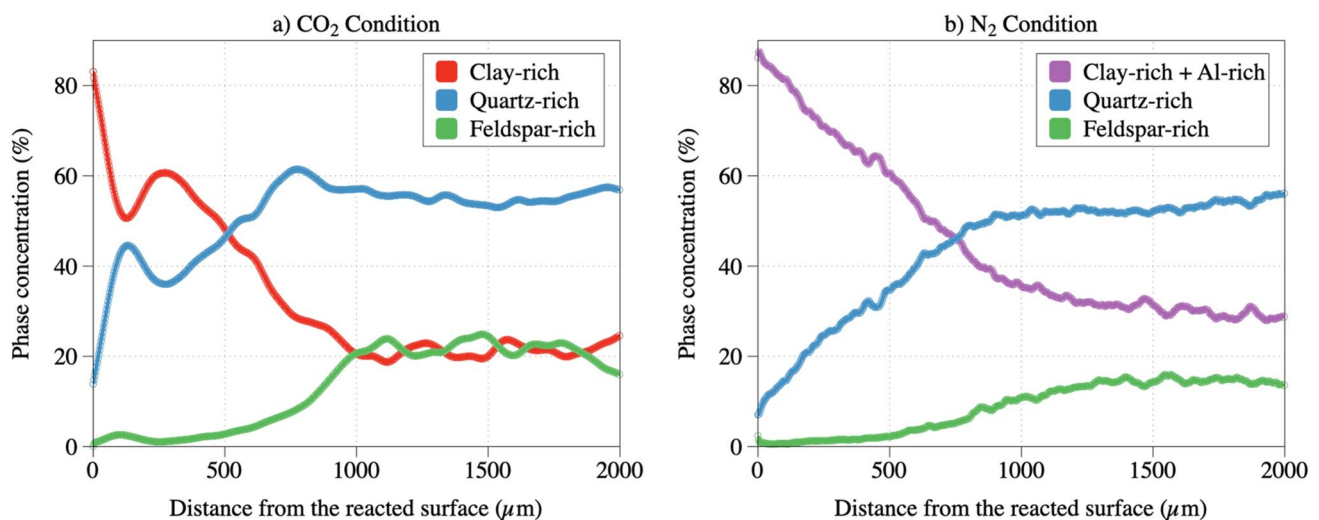 a) CO₂ Condition
Clay-rich
Quartz-rich
Feldspar-rich
Phase concentration (%)
80
60
40
20
0
0 500 1000 1500 2000
Distance from the reacted surface (μm)
b) N₂ Condition
Clay-rich + Al-rich
Quartz-rich
Feldspar-rich
Phase concentration (%)
80
60
40
20
0
0 500 1000 1500 2000
Distance from the reacted surface (μm)